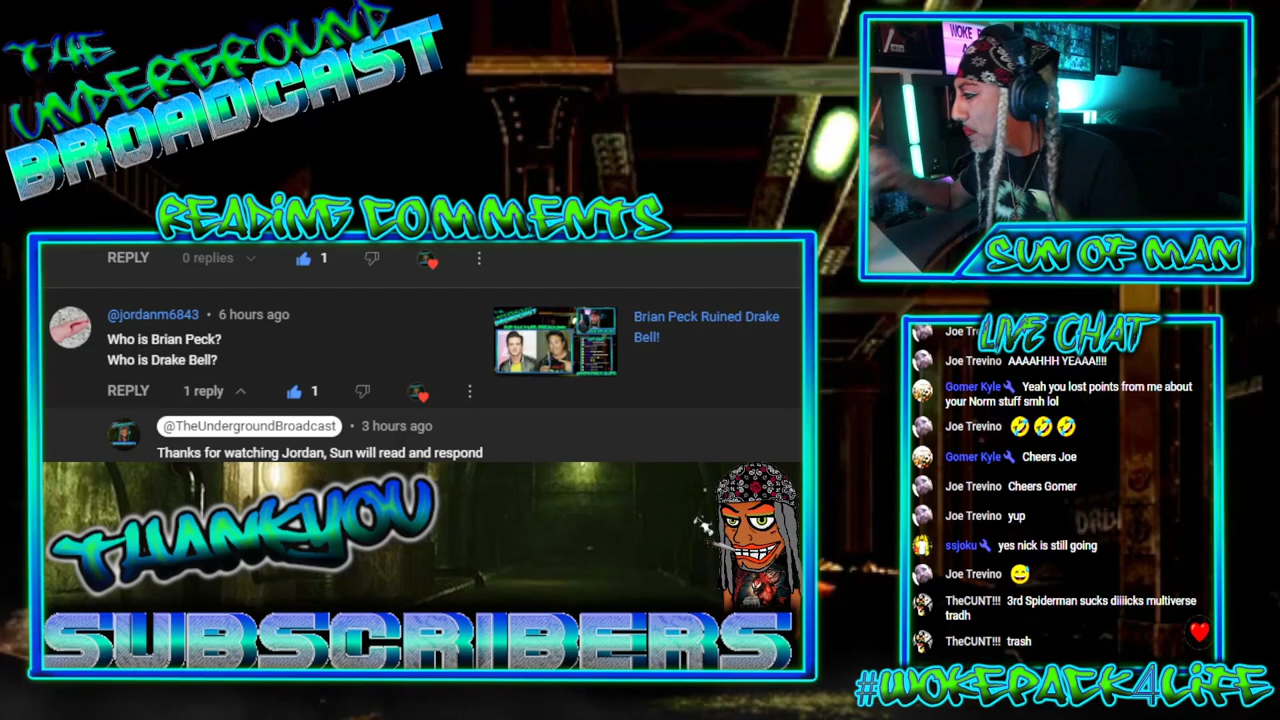 THE
UNDERGROUND
BROADCAST
WOKE
READING COMMENTS
REPLY 0 replies 1
@jordanm6843 • 6 hours ago
Who is Brian Peck?
Who is Drake Bell?
REPLY 1 reply 1
Brian Peck Ruined Drake
Bell!
@TheUndergroundBroadcast • 3 hours ago
Thanks for watching Jordan, Sun will read and respond
THANKYOU
SUBSCRIBERS
SUN OF MAN
LIVE CHAT
Joe Trevino AAAAHHH YEAAA!!!!
Gomer Kyle Yeah you lost points from me about
your Norm stuff smh lol
Joe Trevino 🤣🤣🤣
Gomer Kyle Cheers Joe
Joe Trevino Cheers Gomer
Joe Trevino yup
ssjoku yes nick is still going
Joe Trevino 😅
TheCUNT!!! 3rd Spiderman sucks diiiicks multiverse
tradh
TheCUNT!!! trash
#WOKEPACK4LIFE